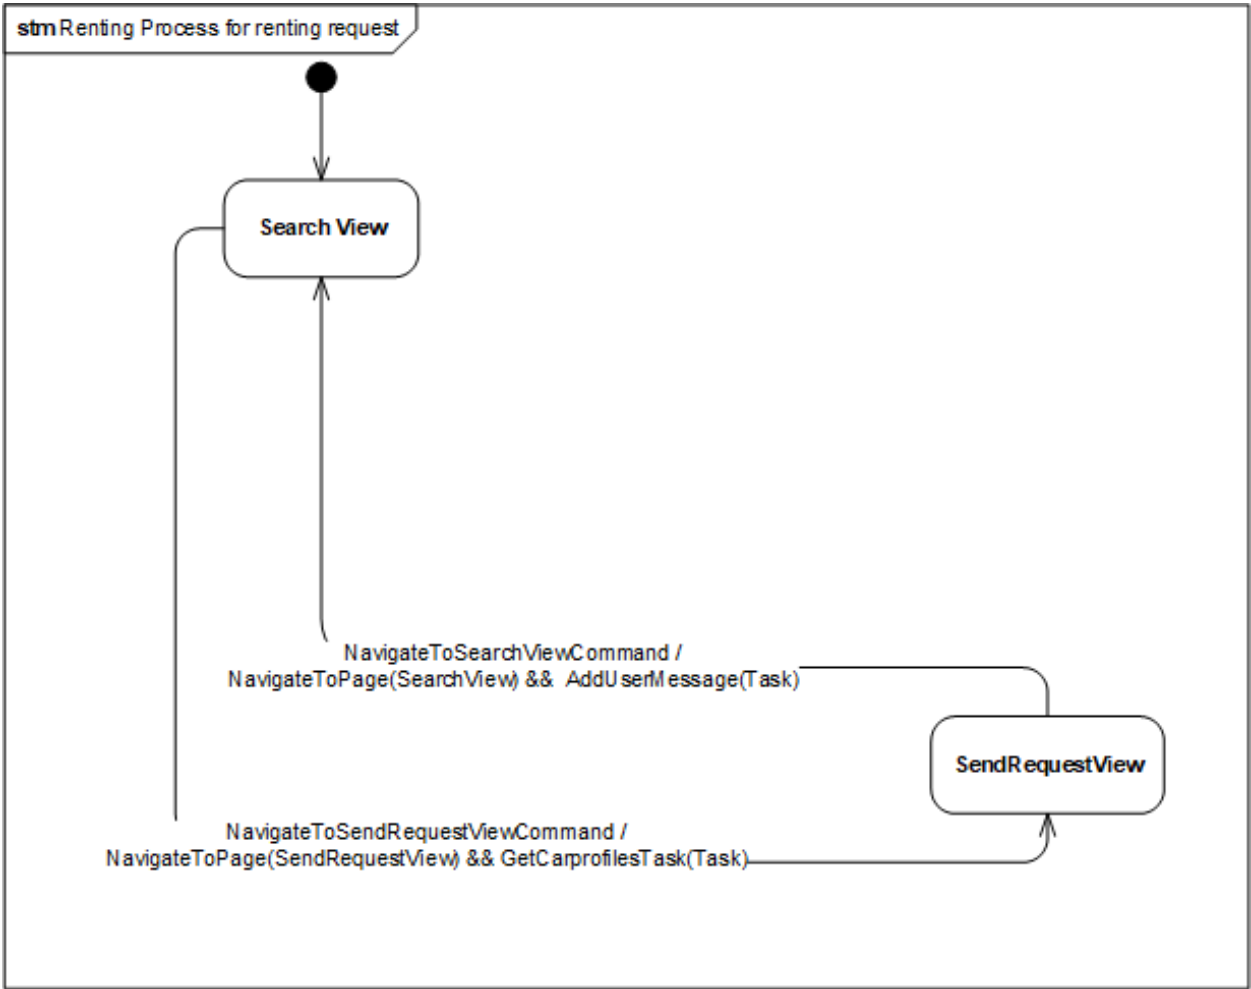 stm Renting Process for renting request
Search View
NavigateToSearchViewCommand /
NavigateToPage(SearchView) && AddUserMessage(Task)
SendRequestView
NavigateToSendRequestViewCommand /
NavigateToPage(SendRequestView) && GetCarprofilesTask(Task)